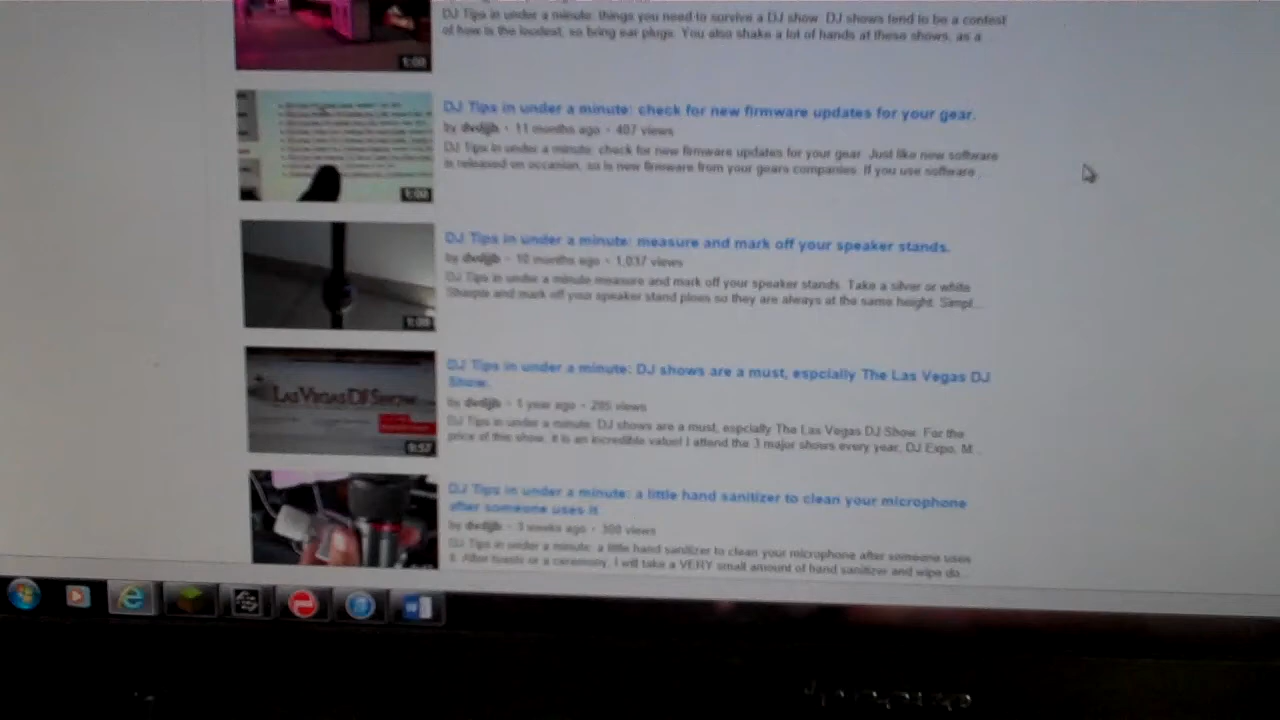 DJ Tips in under a minute: things you need to survive a DJ show. DJ shows tend to be a contest
of how is the loudest, so bring ear plugs. You also shake a lot of hands at these shows, as a
1:00
DJ Tips in under a minute: check for new firmware updates for your gear.
by dvdjjb • 11 months ago • 407 views
DJ Tips in under a minute: check for new firmware updates for your gear. Just like new software
is released on occasion, so is new firmware from your gears companies. If you use software...
1:00
DJ Tips in under a minute: measure and mark off your speaker stands.
by dvdjjb • 10 months ago • 1,037 views
DJ Tips in under a minute measure and mark off your speaker stands. Take a silver or white
Sharpie and mark off your speaker stand ploes so they are always at the same height. Simpl...
1:00
DJ Tips in under a minute: DJ shows are a must, espcially The Las Vegas DJ
Show.
by dvdjjb • 1 year ago • 285 views
DJ Tips in under a minute: DJ shows are a must, espcially The Las Vegas DJ Show. For the
price of this show, it is an incredible value! I attend the 3 major shows every year, DJ Expo, M...
LAS VEGAS DJ SHOW
0:57
DJ Tips in under a minute: a little hand sanitizer to clean your microphone
after someone uses it.
by dvdjjb • 3 weeks ago • 300 views
DJ Tips in under a minute: a little hand sanitizer to clean your microphone after someone uses
it. After toasts or a ceremony, I will take a VERY small amount of hand sanitizer and wipe do...